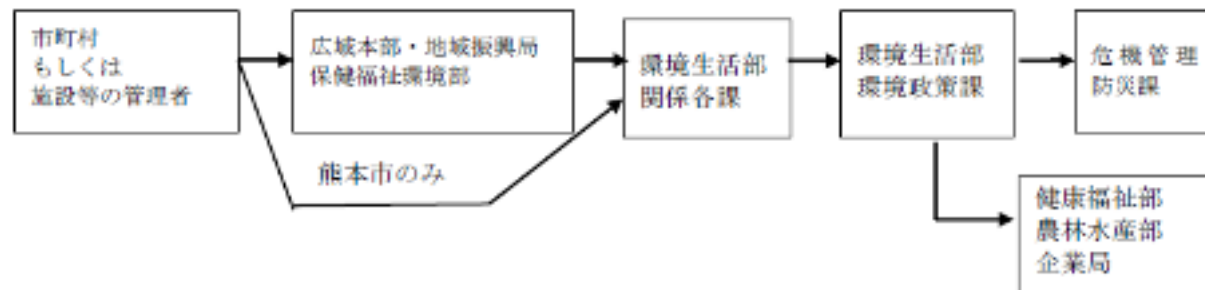 市町村
もしくは
施設等の管理者
広域本部・地域振興局
保健福祉環境部
熊本市のみ
環境生活部
関係各課
環境生活部
環境政策課
危機管理
防災課
健康福祉部
農林水産部
企業局